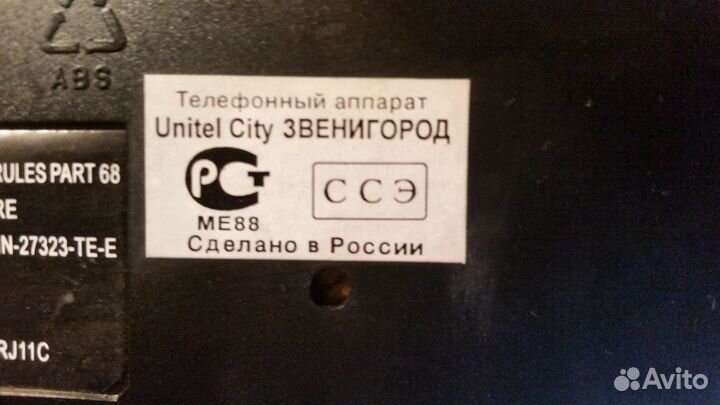 ABS
RULES PART 68
RE
N-27323-TE-E
RJ11C
Телефонный аппарат
Unitel City ЗВЕНИГОРОД
РСТ
ССЭ
МЕ88
Сделано в России
Avito